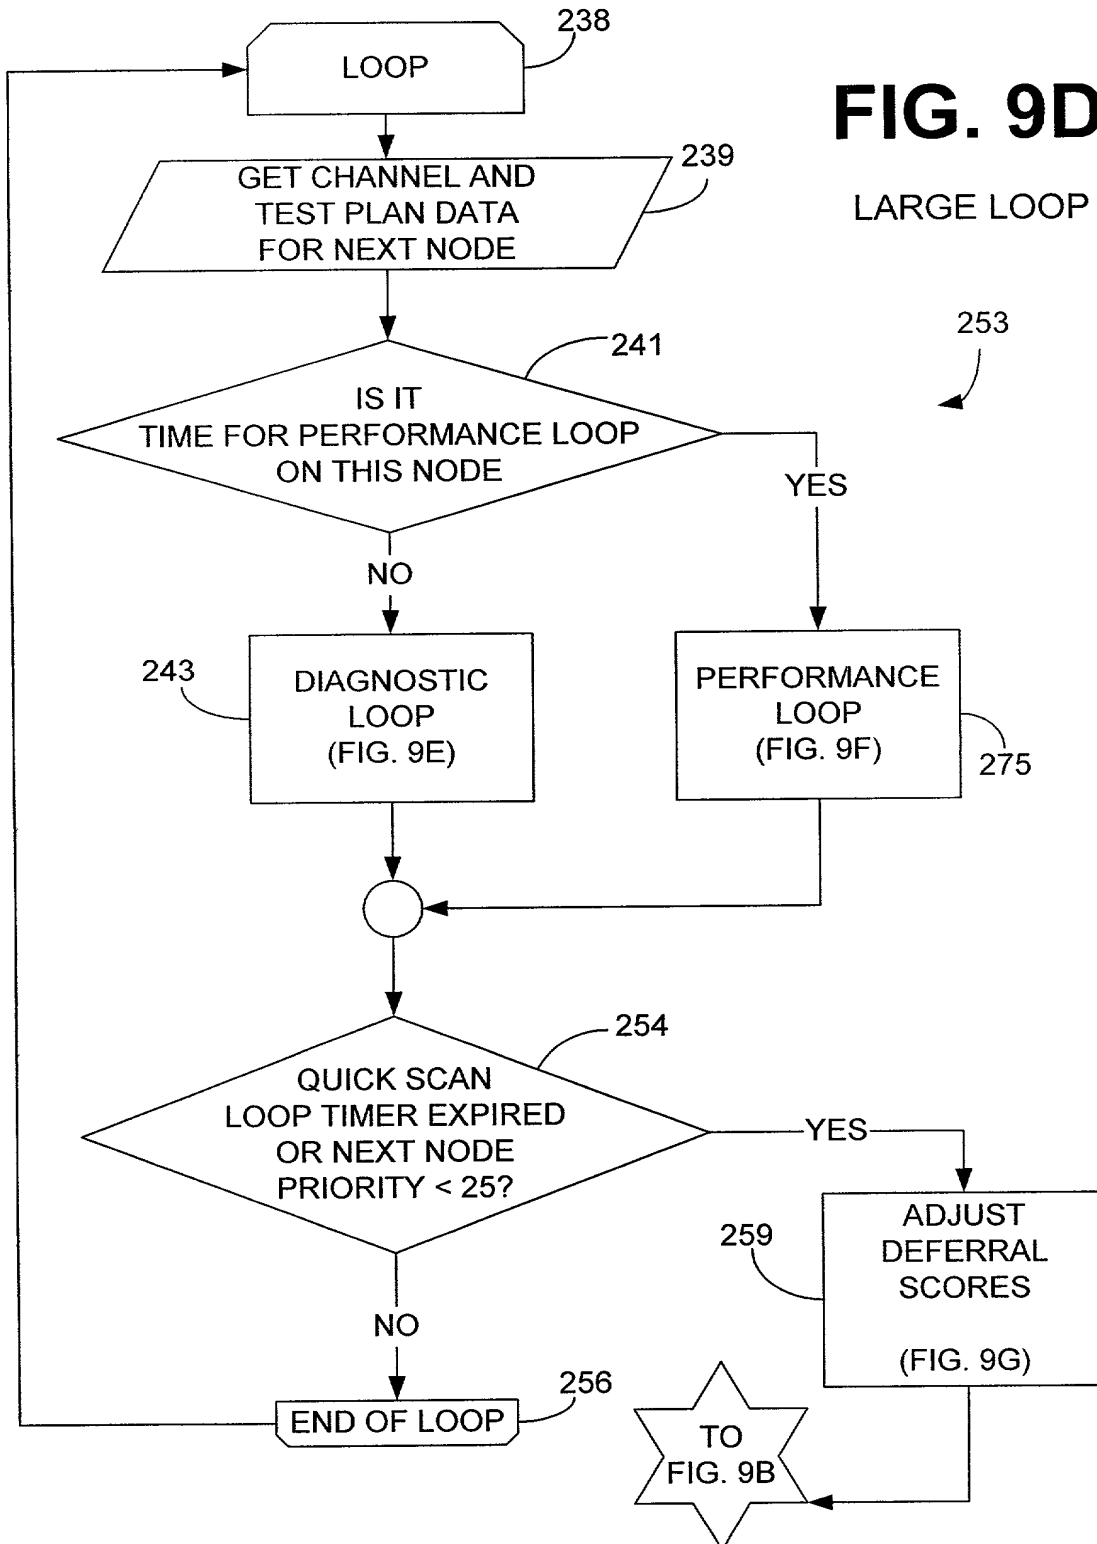 238
LOOP
FIG. 9D
239
GET CHANNEL AND
TEST PLAN DATA
FOR NEXT NODE
LARGE LOOP
253
241
IS IT
TIME FOR PERFORMANCE LOOP
ON THIS NODE
YES
NO
243
DIAGNOSTIC
LOOP
(FIG. 9E)
PERFORMANCE
LOOP
(FIG. 9F)
275
254
QUICK SCAN
LOOP TIMER EXPIRED
OR NEXT NODE
PRIORITY < 25?
YES
259
ADJUST
DEFERRAL
SCORES
(FIG. 9G)
NO
256
END OF LOOP
TO
FIG. 9B